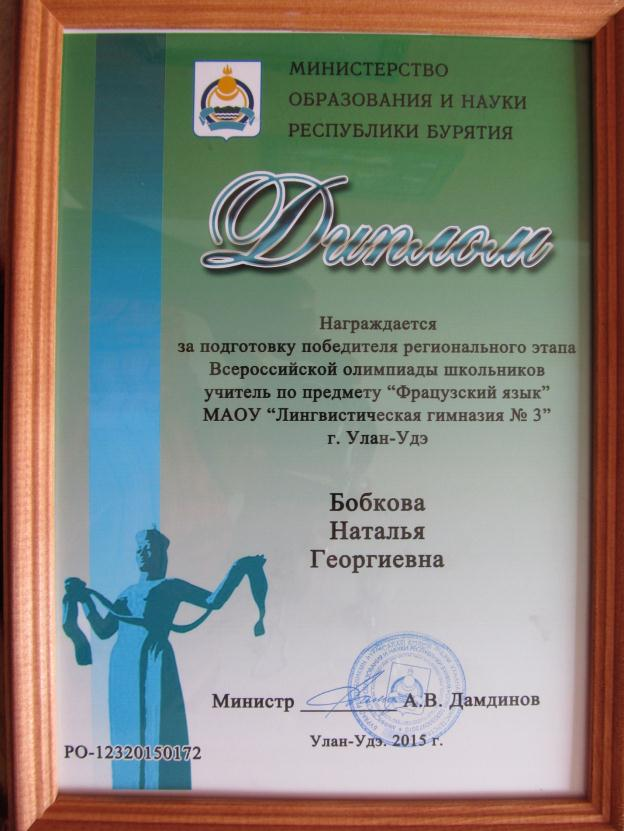 МИНИСТЕРСТВО
ОБРАЗОВАНИЯ И НАУКИ
РЕСПУБЛИКИ БУРЯТИЯ
Диплом
Награждается
за подготовку победителя регионального этапа
Всероссийской олимпиады школьников
учитель по предмету “Фрацузский язык”
МАОУ “Лингвистическая гимназия № 3”
г. Улан-Удэ
Бобкова
Наталья
Георгиевна
Министр А.В. Дамдинов
Улан-Удэ. 2015 г.
РО-12320150172